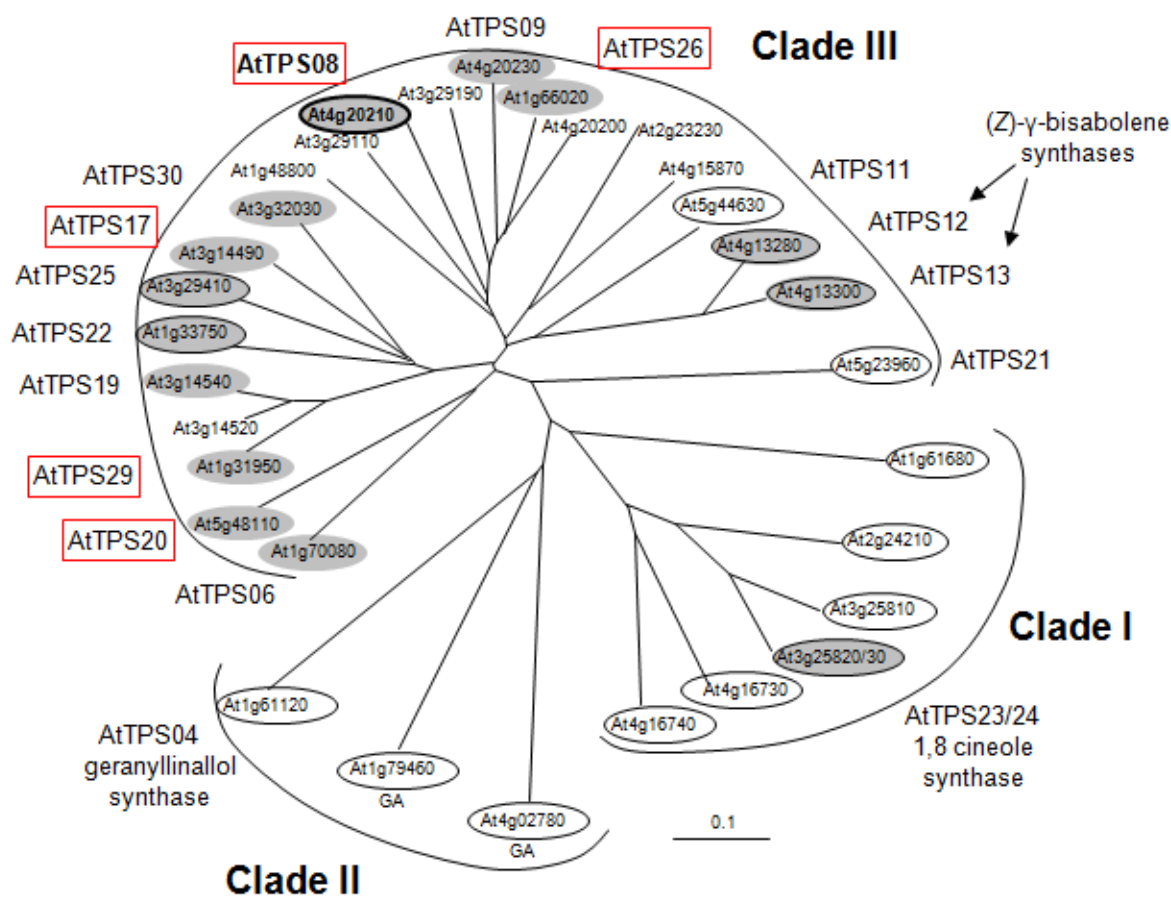 AtTPS09
AtTPS26
Clade III
AtTPS08
At4g20230
At3g29190
At1g66020
At4g20210
At4g20200
At2g23230
(Z)-γ-bisabolene
synthases
At3g29110
AtTPS30
At1g48800
At4g15870
AtTPS11
At3g32030
At5g44630
AtTPS12
AtTPS17
At3g14490
At4g13280
AtTPS25
At3g29410
At4g13300
AtTPS13
AtTPS22
At1g33750
At5g23960
AtTPS21
AtTPS19
At3g14540
At3g14520
AtTPS29
At1g31950
At1g61680
AtTPS20
At5g48110
At1g70080
At2g24210
AtTPS06
At3g25810
Clade I
At3g25820/30
At4g16730
At1g61120
At4g16740
AtTPS23/24
1,8 cineole
synthase
AtTPS04
geranyllinallol
synthase
At1g79460
GA
At4g02780
GA
0.1
Clade II